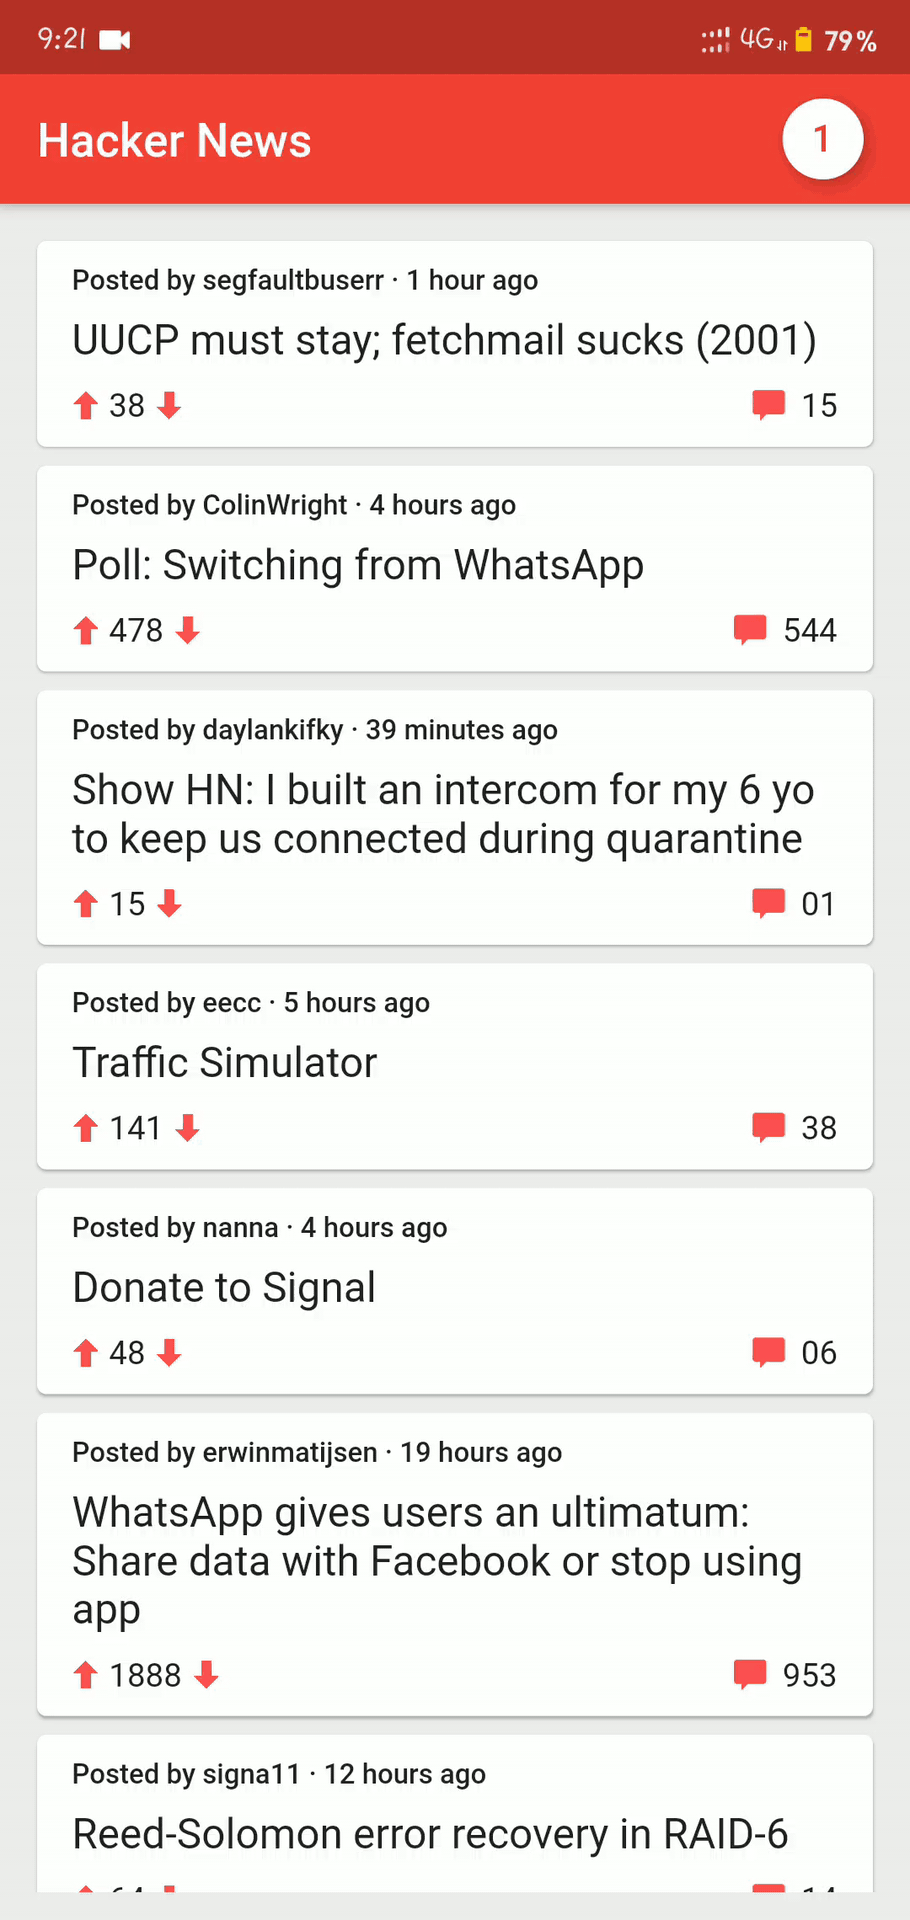 9:21 4G 79%
Hacker News 1
Posted by segfaultbuserr · 1 hour ago
UUCP must stay; fetchmail sucks (2001)
38 15
Posted by ColinWright · 4 hours ago
Poll: Switching from WhatsApp
478 544
Posted by daylankifky · 39 minutes ago
Show HN: I built an intercom for my 6 yo
to keep us connected during quarantine
15 01
Posted by eecc · 5 hours ago
Traffic Simulator
141 38
Posted by nanna · 4 hours ago
Donate to Signal
48 06
Posted by erwinmatijsen · 19 hours ago
WhatsApp gives users an ultimatum:
Share data with Facebook or stop using
app
1888 953
Posted by signa11 · 12 hours ago
Reed-Solomon error recovery in RAID-6